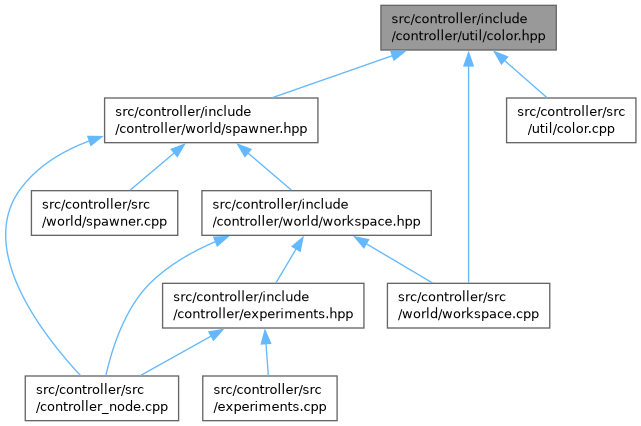 src/controller/include
/controller/util/color.hpp
src/controller/include
/controller/world/spawner.hpp
src/controller/src
/util/color.cpp
src/controller/src
/world/spawner.cpp
src/controller/include
/controller/world/workspace.hpp
src/controller/include
/controller/experiments.hpp
src/controller/src
/world/workspace.cpp
src/controller/src
/controller_node.cpp
src/controller/src
/experiments.cpp